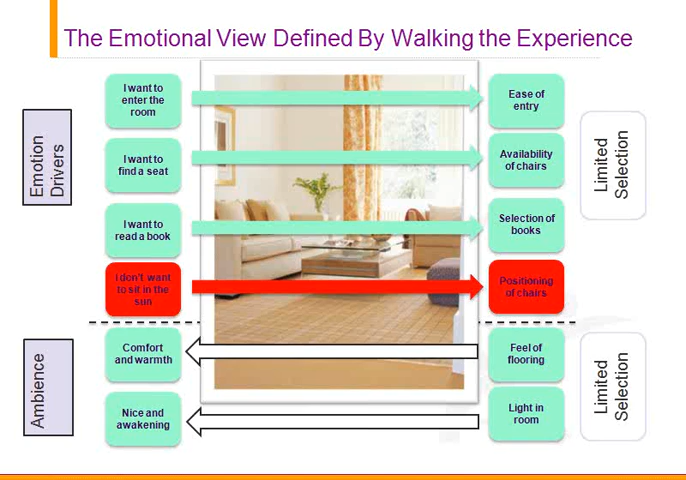 The Emotional View Defined By Walking the Experience
Emotion
Drivers
I want to
enter the
room
Ease of
entry
Limited
Selection
I want to
find a seat
Availability
of chairs
I want to
read a book
Selection of
books
I don't want
to sit in the
sun
Positioning
of chairs
Ambience
Comfort
and warmth
Feel of
flooring
Limited
Selection
Nice and
awakening
Light in
room